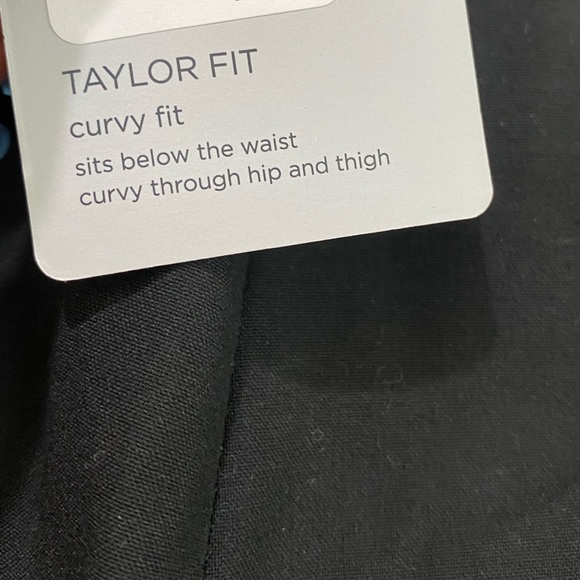 TAYLOR FIT
curvy fit
sits below the waist
curvy through hip and thigh